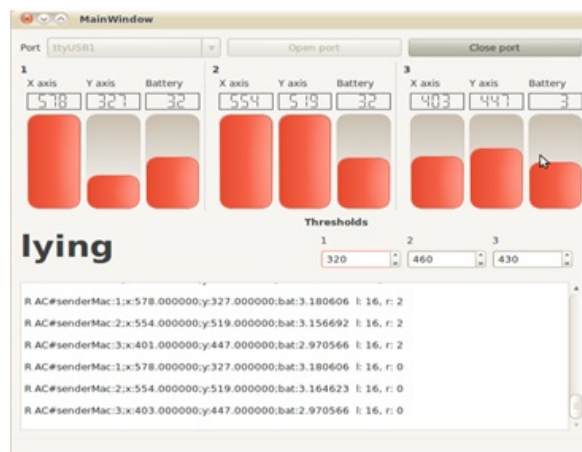 MainWindow
Port ttyUSB1 Open port Close port
1 2 3
X axis Y axis Battery X axis Y axis Battery X axis Y axis Battery
578 327 32 554 519 32 403 447 3
Thresholds
lying
1 2 3
320 460 430
R AC#senderMac:1;x:578.000000;y:327.000000;bat:3.180606 l: 16, r: 2
R AC#senderMac:2;x:554.000000;y:519.000000;bat:3.156692 l: 16, r: 2
R AC#senderMac:3;x:401.000000;y:447.000000;bat:2.970566 l: 16, r: 2
R AC#senderMac:1;x:578.000000;y:327.000000;bat:3.180606 l: 16, r: 0
R AC#senderMac:2;x:554.000000;y:519.000000;bat:3.164623 l: 16, r: 0
R AC#senderMac:3;x:403.000000;y:447.000000;bat:2.970566 l: 16, r: 0